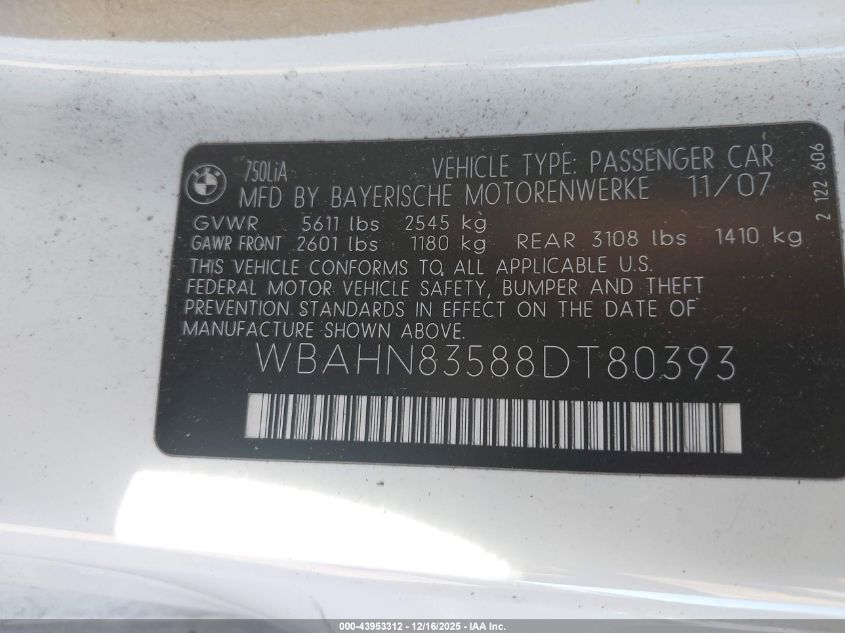 BMW
750LiA VEHICLE TYPE: PASSENGER CAR
MFD BY BAYERISCHE MOTORENWERKE 11/07
GVWR 5611 lbs 2545 kg
GAWR FRONT 2601 lbs 1180 kg REAR 3108 lbs 1410 kg
THIS VEHICLE CONFORMS TO ALL APPLICABLE U.S.
FEDERAL MOTOR VEHICLE SAFETY, BUMPER AND THEFT
PREVENTION STANDARDS IN EFFECT ON THE DATE OF
MANUFACTURE SHOWN ABOVE.
WBAHN83588DT80393
2 122 606
000-43953312 - 12/16/2025 - IAA Inc.